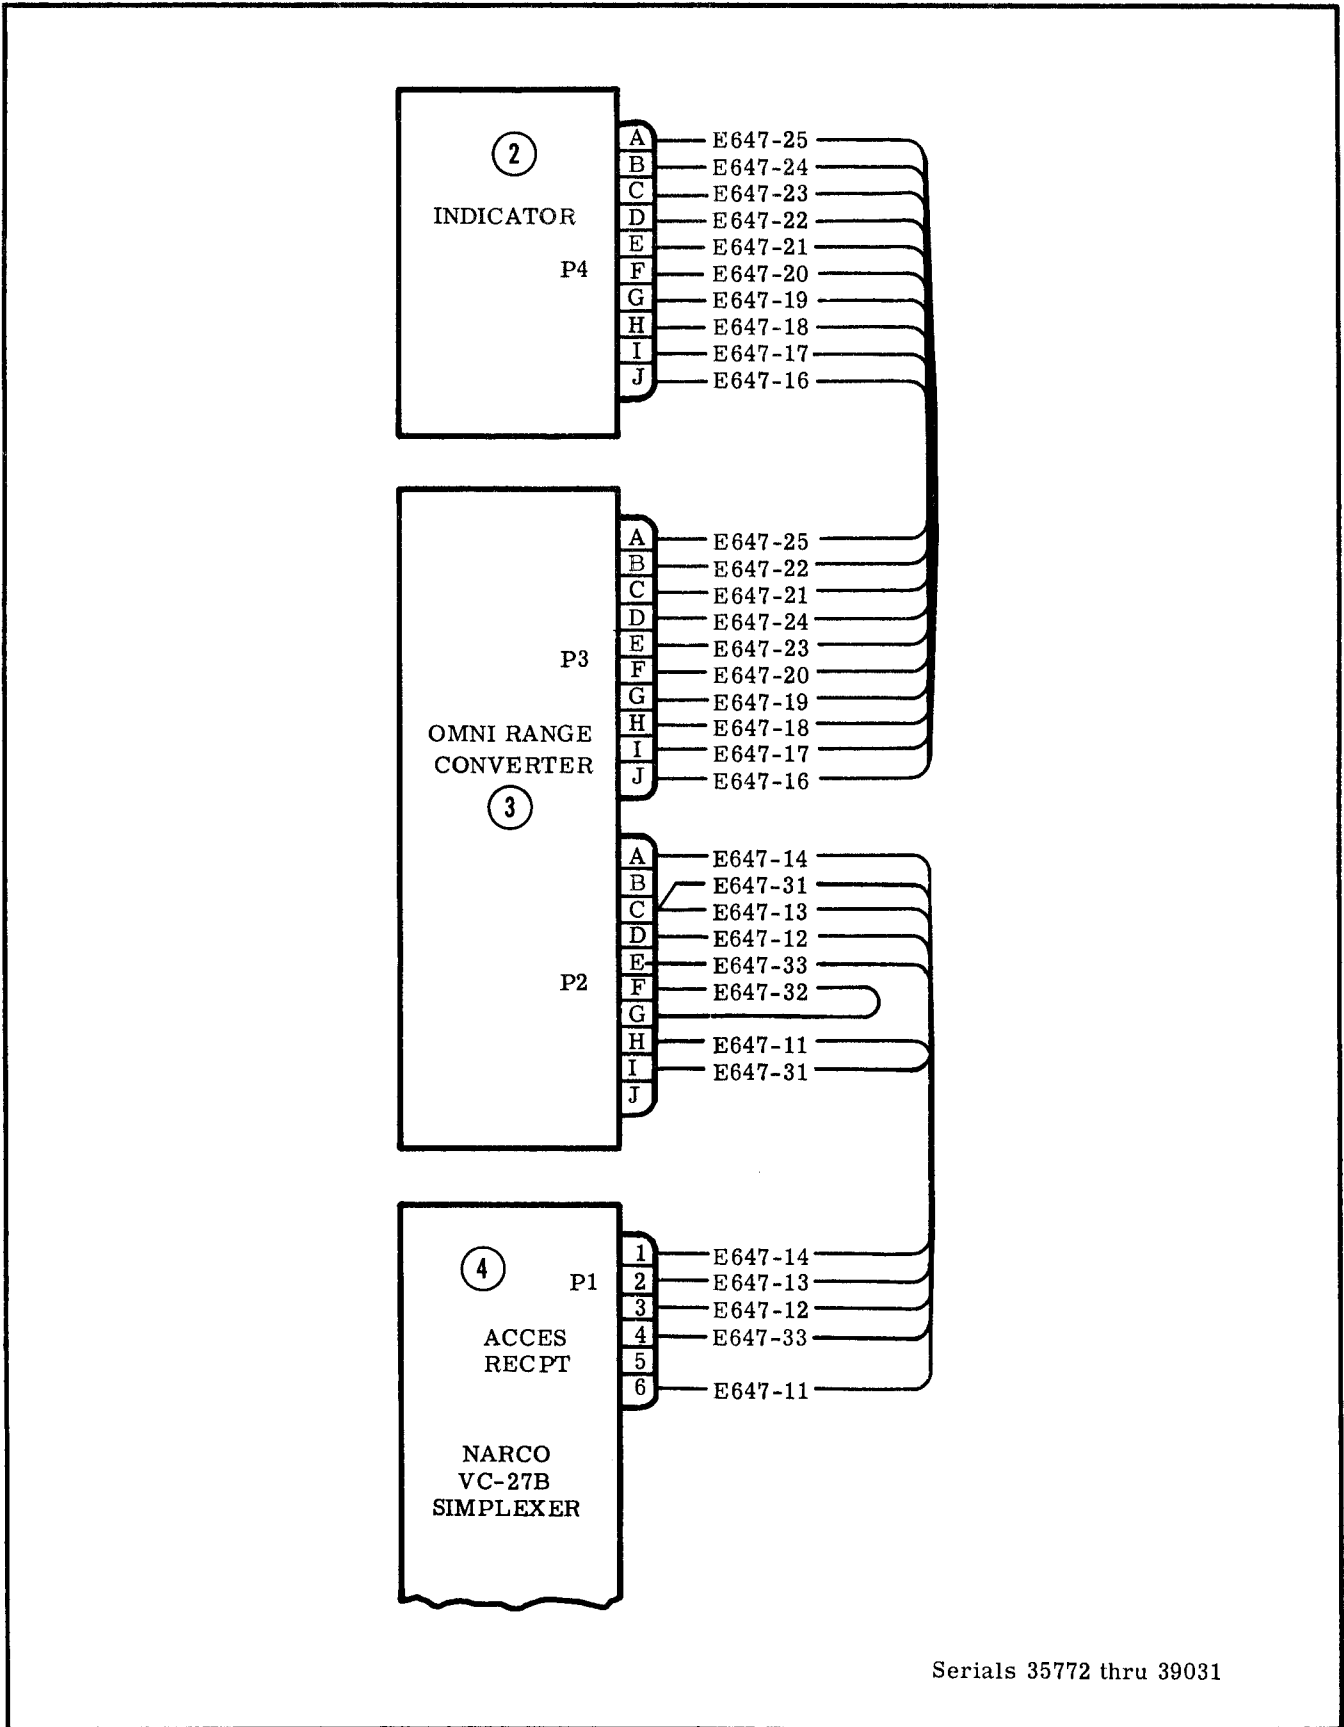 2
INDICATOR
P4
A E647-25
B E647-24
C E647-23
D E647-22
E E647-21
F E647-20
G E647-19
H E647-18
I E647-17
J E647-16
P3
OMNI RANGE
CONVERTER
3
A E647-25
B E647-22
C E647-21
D E647-24
E E647-23
F E647-20
G E647-19
H E647-18
I E647-17
J E647-16
P2
A E647-14
B E647-31
C E647-13
D E647-12
E E647-33
F E647-32
G
H E647-11
I E647-31
J
4
P1
ACCES
RECPT
1 E647-14
2 E647-13
3 E647-12
4 E647-33
5
6 E647-11
NARCO
VC-27B
SIMPLEXER
Serials 35772 thru 39031